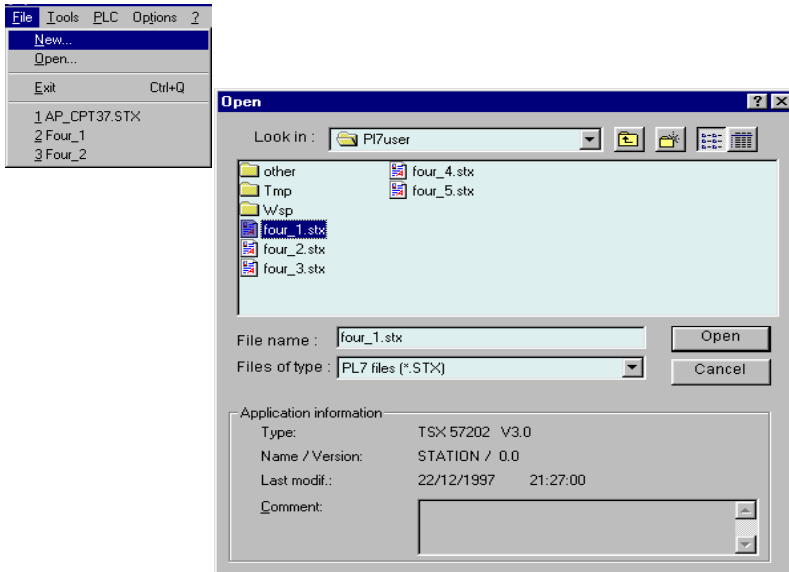 File Tools PLC Options ?
New...
Open...
Exit Ctrl+Q
1 AP_CPT37.STX
2 Four_1
3 Four_2
Open
Look in : Pl7user
other four_4.stx
Tmp four_5.stx
Wsp
four_1.stx
four_2.stx
four_3.stx
File name : four_1.stx Open
Files of type : PL7 files (*.STX) Cancel
Application information
Type: TSX 57202 V3.0
Name / Version: STATION / 0.0
Last modif.: 22/12/1997 21:27:00
Comment: